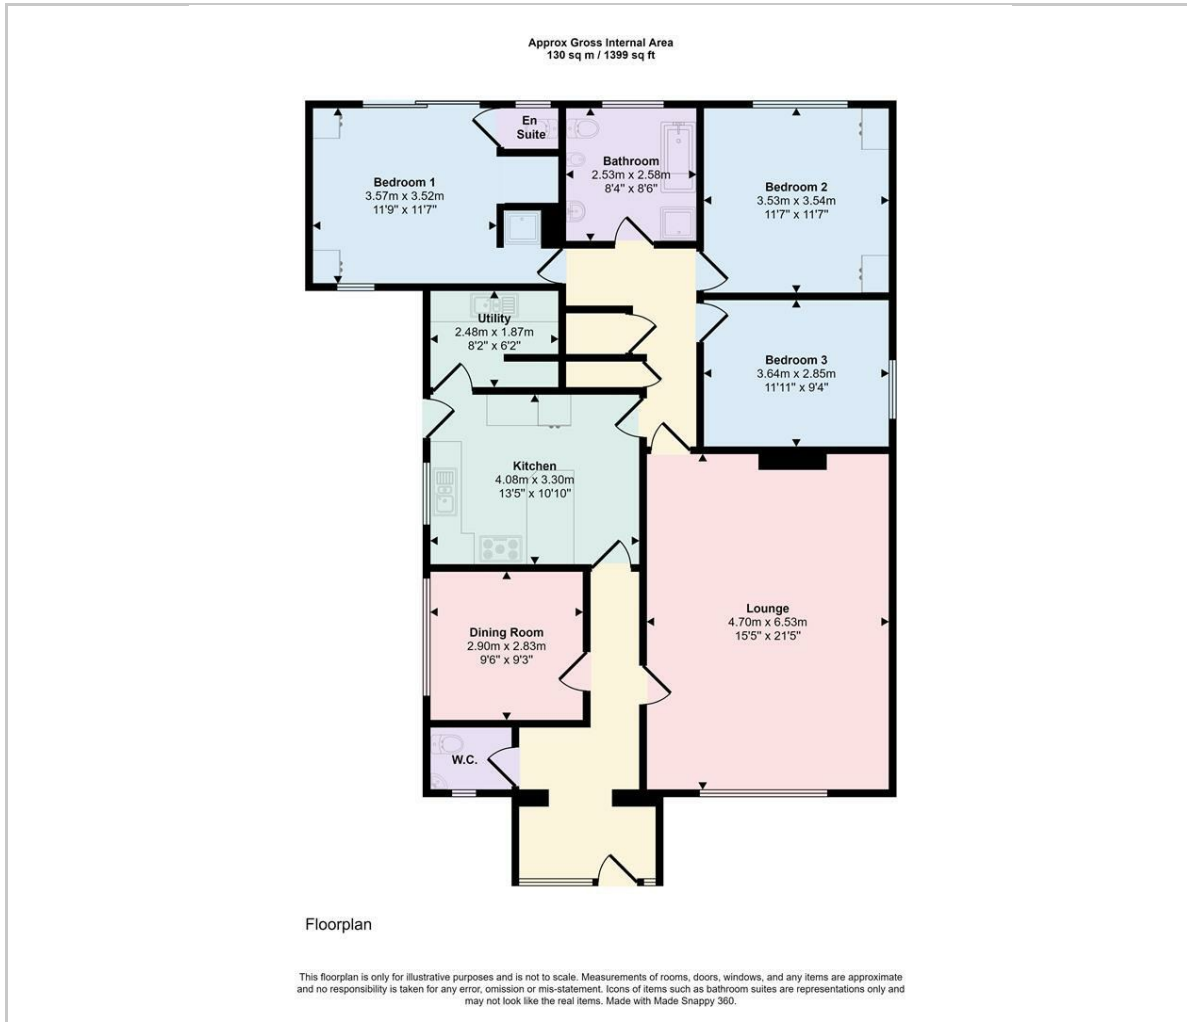 Approx Gross Internal Area
130 sq m / 1399 sq ft
En
Suite
Bedroom 1
3.57m x 3.52m
11'9" x 11'7"
Bathroom
2.53m x 2.58m
8'4" x 8'6"
Bedroom 2
3.53m x 3.54m
11'7" x 11'7"
Utility
2.48m x 1.87m
8'2" x 6'2"
Bedroom 3
3.64m x 2.85m
11'11" x 9'4"
Kitchen
4.08m x 3.30m
13'5" x 10'10"
Lounge
4.70m x 6.53m
15'5" x 21'5"
Dining Room
2.90m x 2.83m
9'6" x 9'3"
W.C.
Floorplan
This floorplan is only for illustrative purposes and is not to scale. Measurements of rooms, doors, windows, and any items are approximate
and no responsibility is taken for any error, omission or mis-statement. Icons of items such as bathroom suites are representations only and
may not look like the real items. Made with Made Snappy 360.